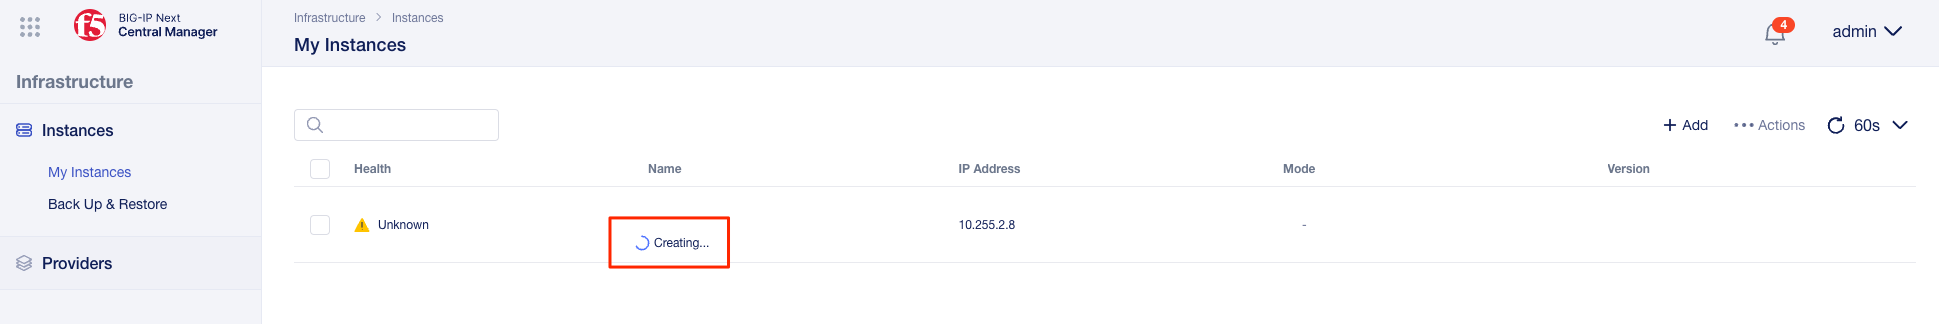 f5 BIG-IP Next
Central Manager
Infrastructure
Instances
My Instances
Back Up & Restore
Providers
Infrastructure > Instances
My Instances
4
admin
+ Add ••• Actions 60s
Health Name IP Address Mode Version
Unknown 10.255.2.8 -
Creating...